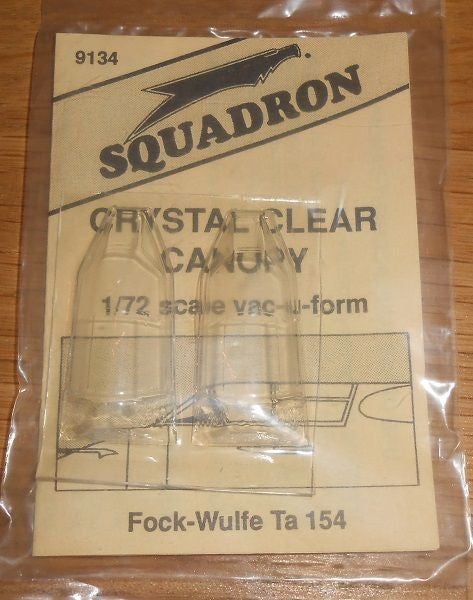 9134
SQUADRON
CRYSTAL CLEAR
CANOPY
1/72 scale vac-u-form
Fock-Wulfe Ta 154